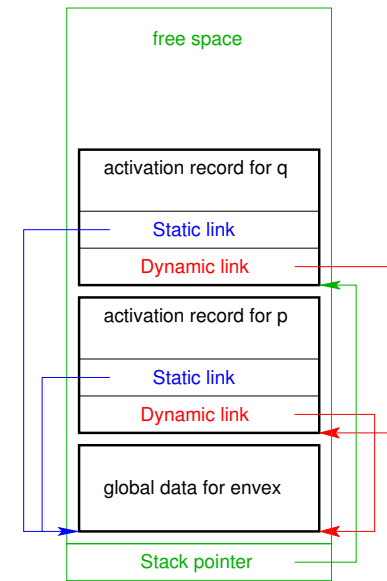 free space
activation record for q
Static link
Dynamic link
activation record for p
Static link
Dynamic link
global data for envex
Stack pointer